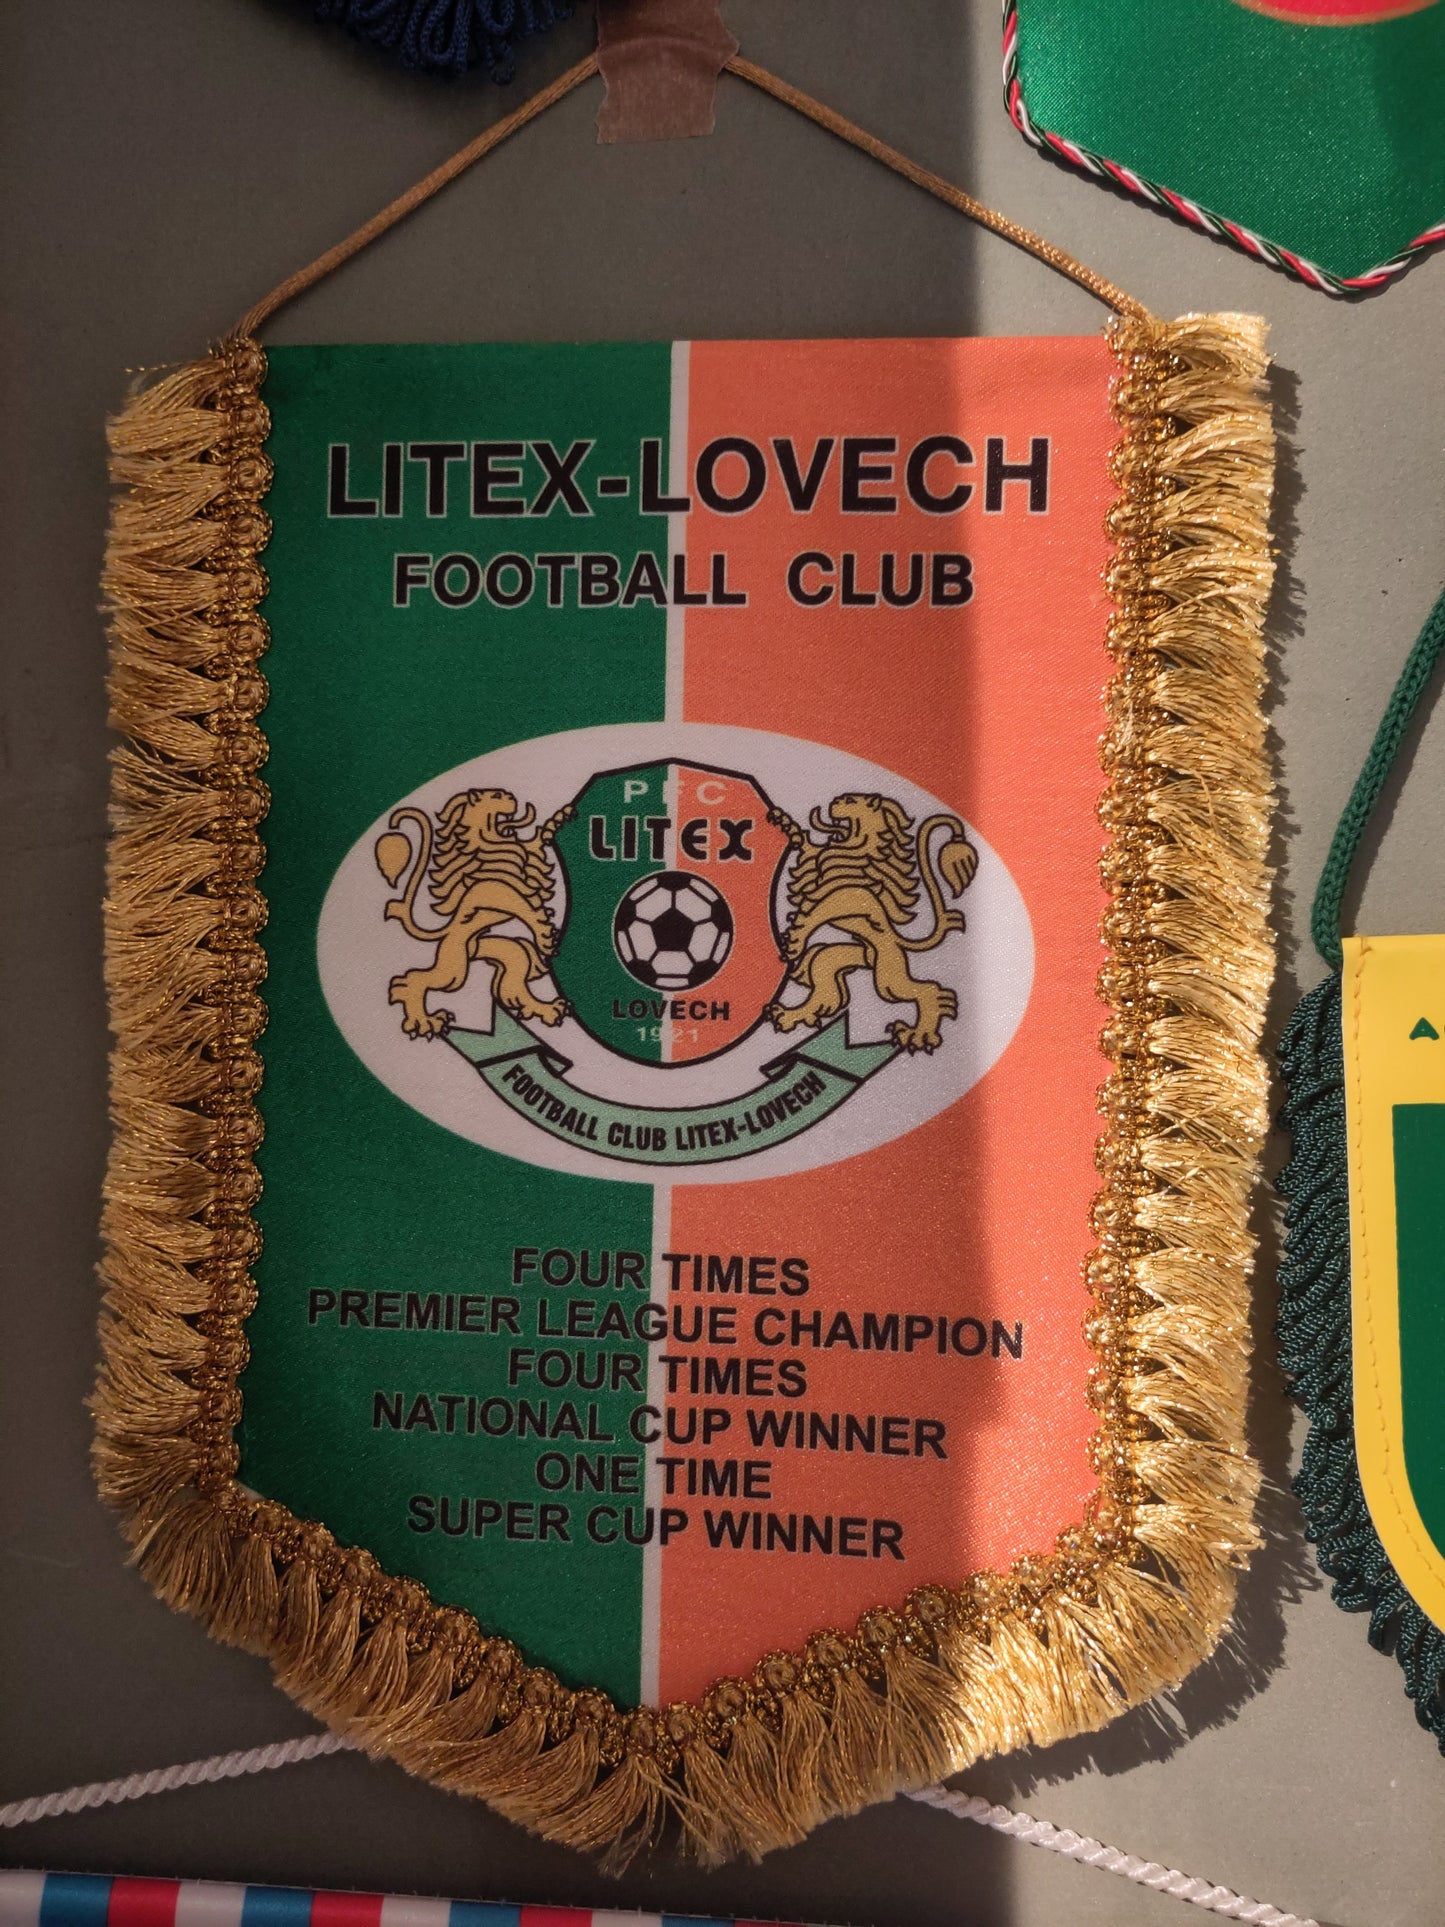 LITEX-LOVECH
FOOTBALL CLUB
PFC
LITEX
LOVECH
1921
FOOTBALL CLUB LITEX-LOVECH
FOUR TIMES
PREMIER LEAGUE CHAMPION
FOUR TIMES
NATIONAL CUP WINNER
ONE TIME
SUPER CUP WINNER
A